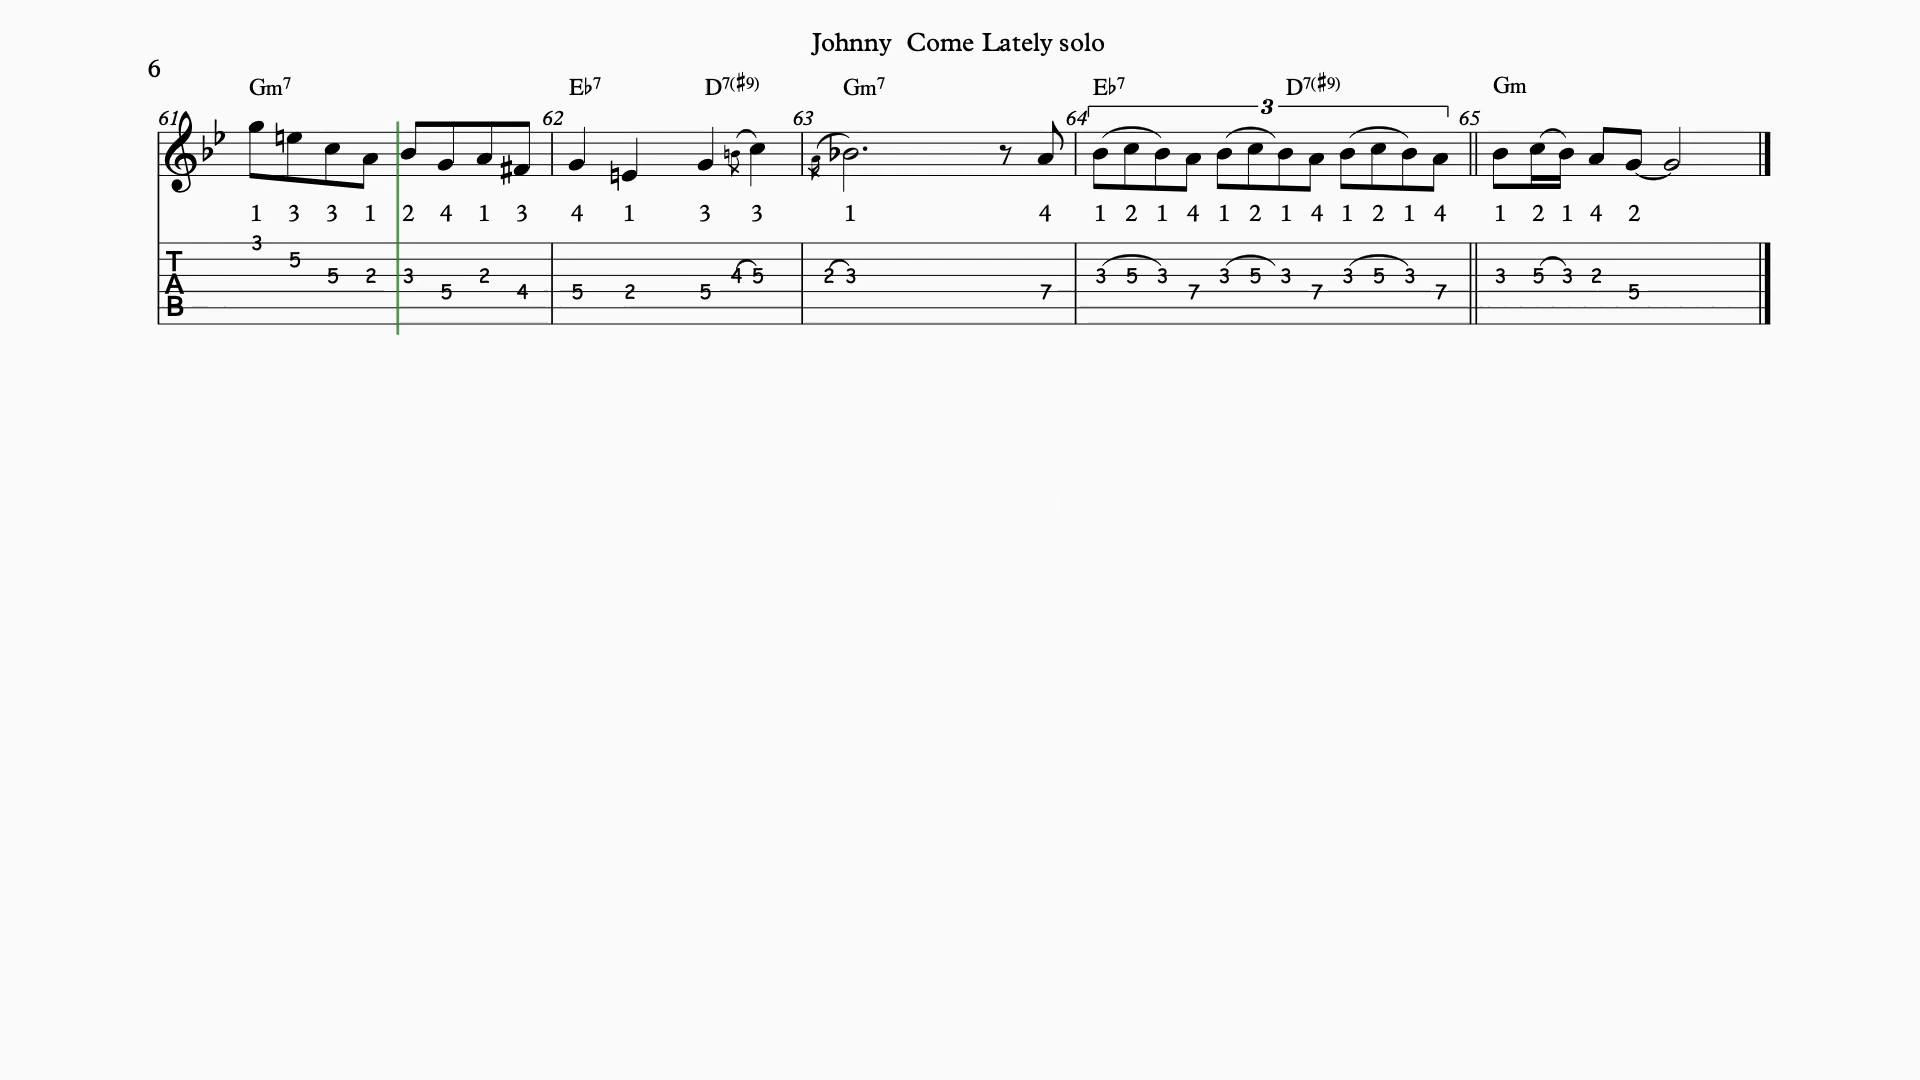 Johnny Come Lately solo
6
Gm7 Eb7 D7(#9) Gm7 Eb7 D7(#9) Gm
61 62 63 64 3 65
1 3 3 1 2 4 1 3 4 1 3 3 1 4 1 2 1 4 1 2 1 4 1 2 1 4 1 2 1 4 2
3
T 5
5 2 3 2 4 5 2 3 3 5 3 3 5 3 3 5 3 3 5 3 2
A 5 4 5 2 5 7 7 7 7 5
B